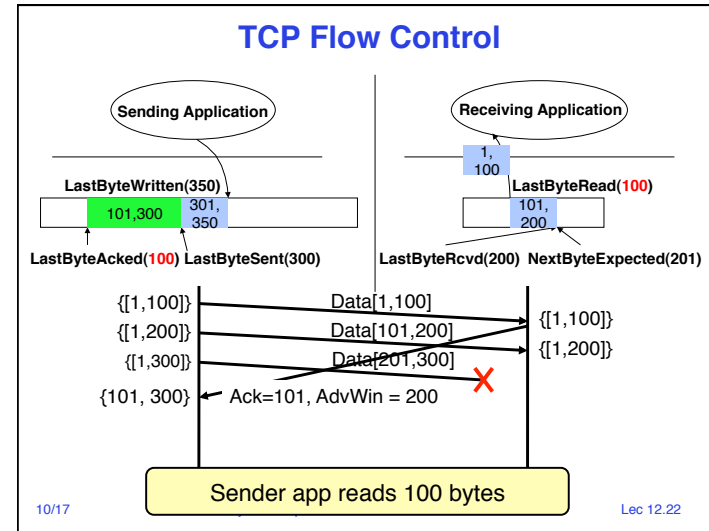 TCP Flow Control
Sending Application
Receiving Application
1,
100
LastByteWritten(350)
LastByteRead(100)
101,300
301,
350
101,
200
LastByteAcked(100)
LastByteSent(300)
LastByteRcvd(200)
NextByteExpected(201)
{[1,100]}
Data[1,100]
{[1,100]}
{[1,200]}
Data[101,200]
{[1,200]}
{[1,300]}
Data[201,300]
{101, 300}
Ack=101, AdvWin = 200
Sender app reads 100 bytes
10/17
Lec 12.22